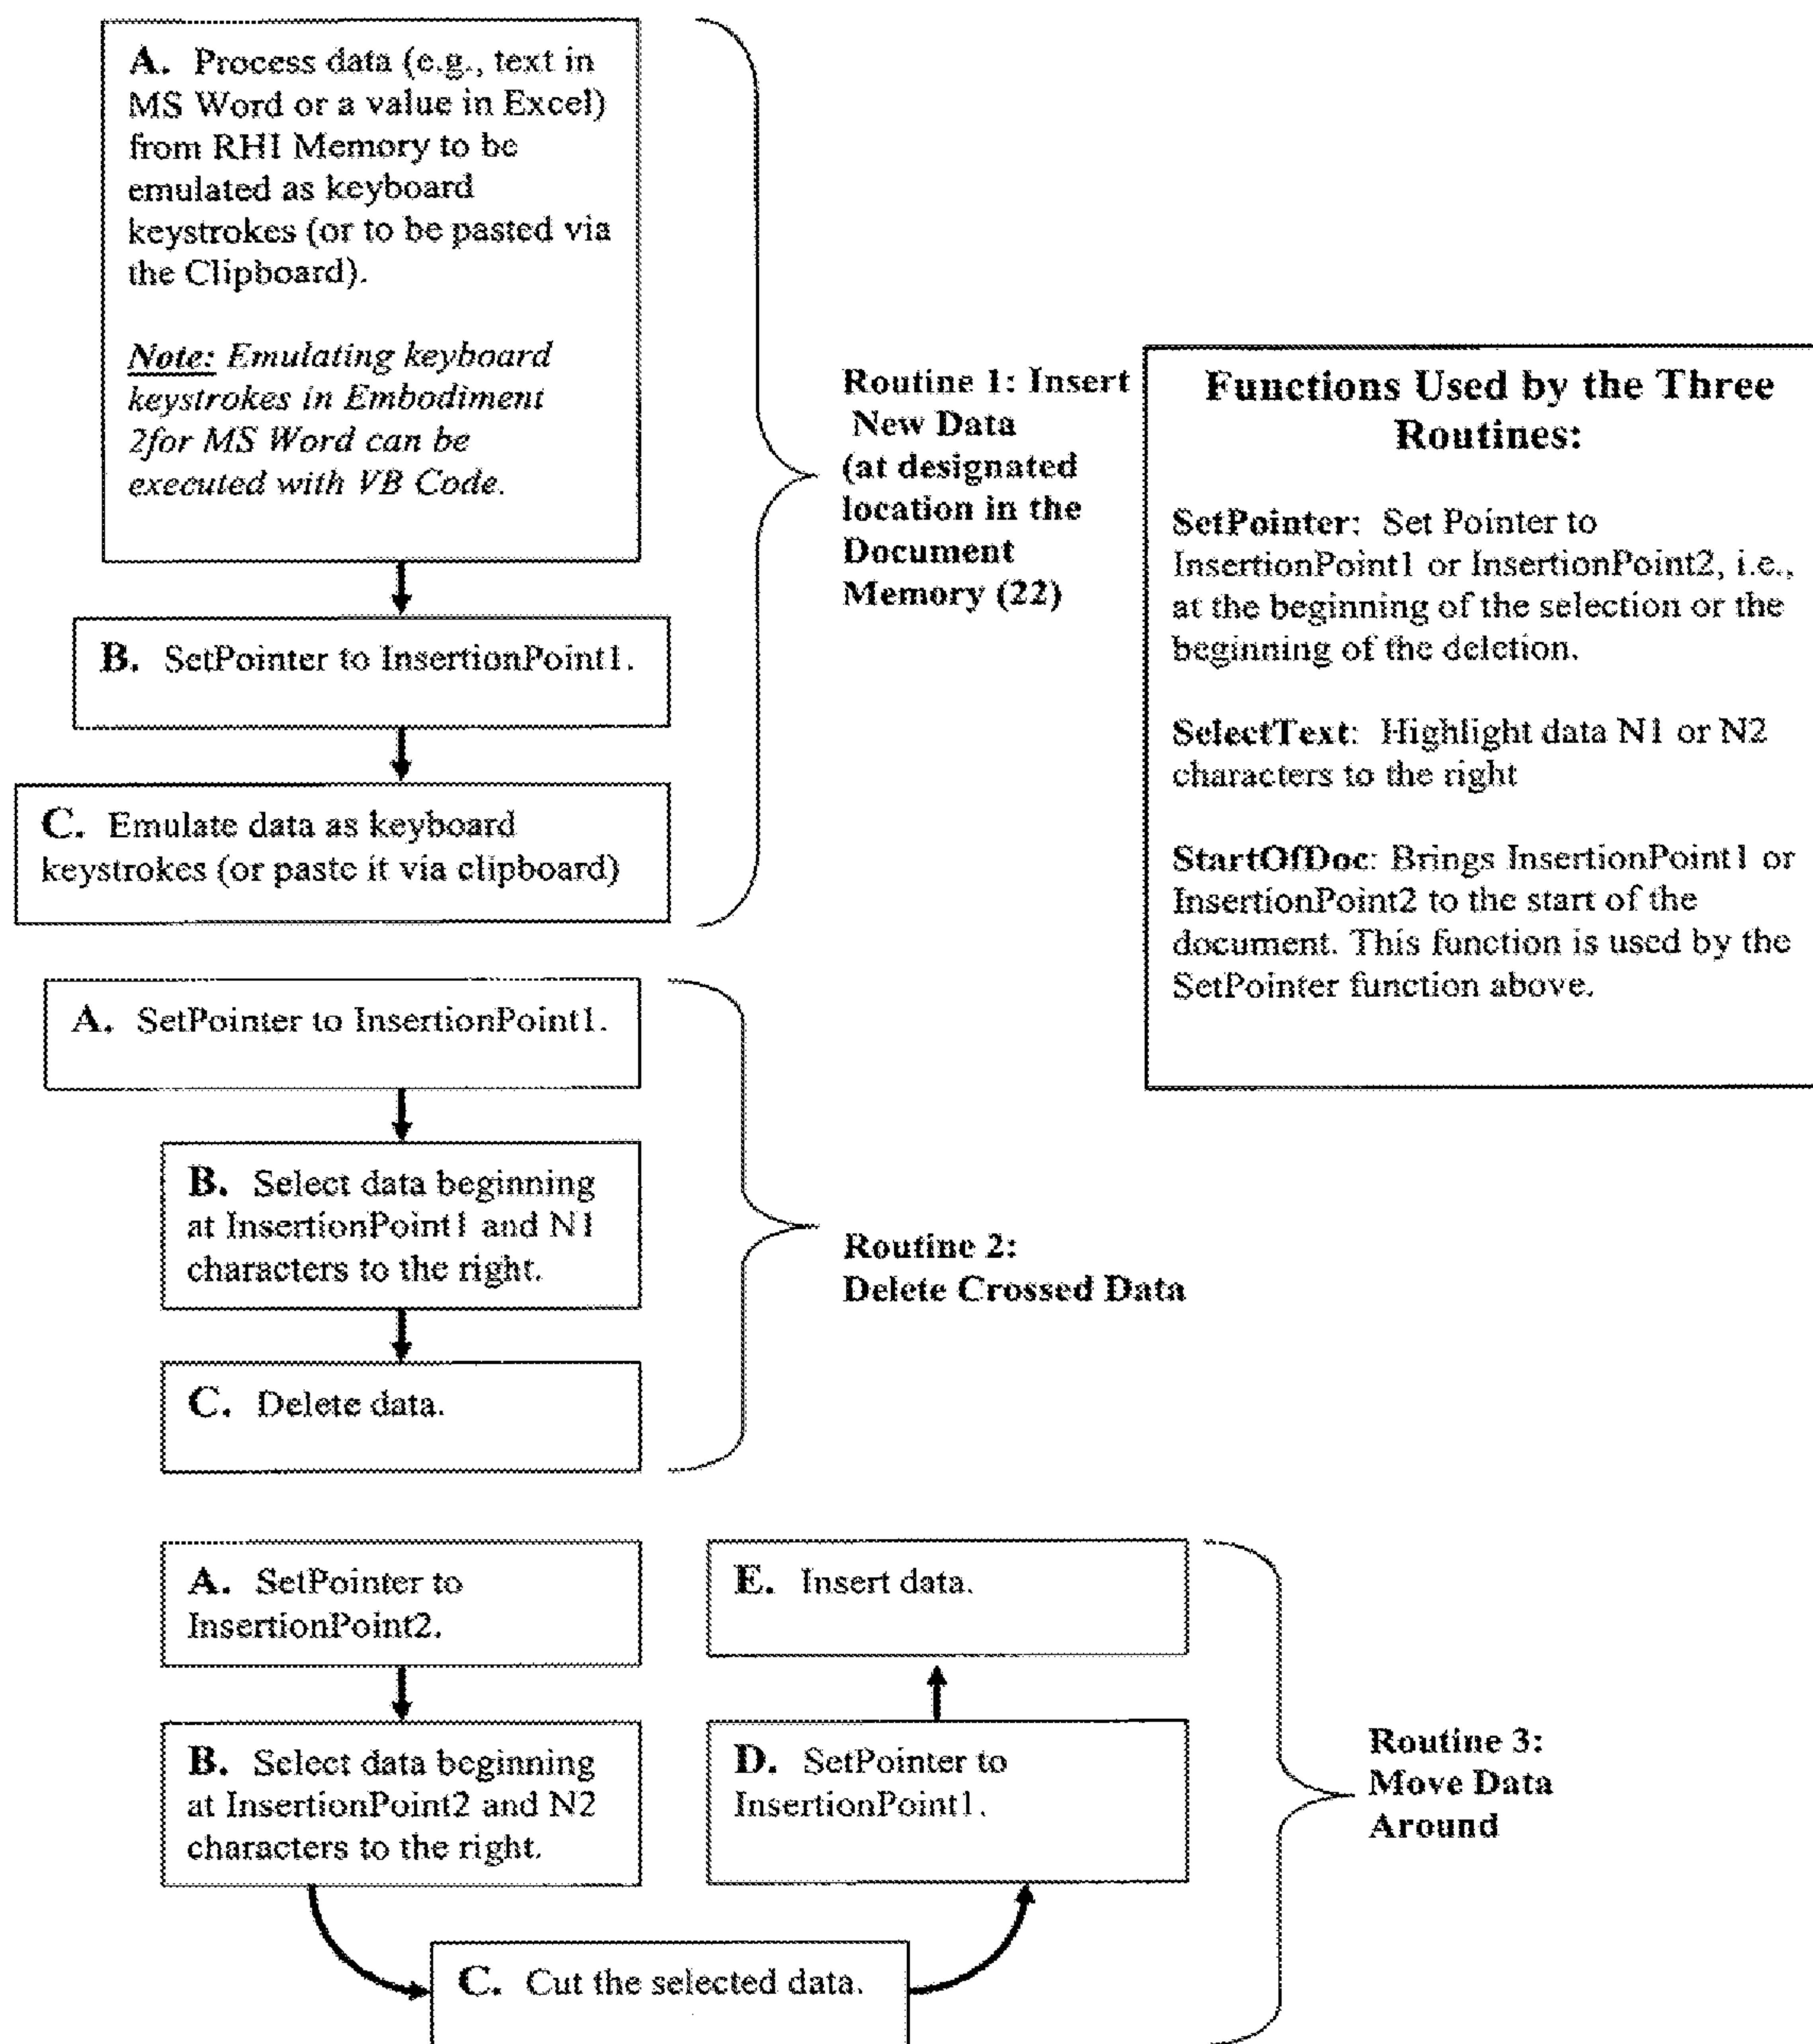 A. Process data (e.g., text in
MS Word or a value in Excel)
from RHI Memory to be
emulated as keyboard
keystrokes (or to be pasted via
the Clipboard).
Note: Emulating keyboard
keystrokes in Embodiment
2for MS Word can be
executed with VB Code.
B. SetPointer to InsertionPoint1.
C. Emulate data as keyboard
keystrokes (or paste it via clipboard)
Routine 1: Insert
New Data
(at designated
location in the
Document
Memory (22)
Functions Used by the Three
Routines:
SetPointer: Set Pointer to
InsertionPoint1 or InsertionPoint2, i.e.,
at the beginning of the selection or the
beginning of the deletion.
SelectText: Highlight data N1 or N2
characters to the right
StartOfDoc: Brings InsertionPoint1 or
InsertionPoint2 to the start of the
document. This function is used by the
SetPointer function above.
A. SetPointer to InsertionPoint1.
B. Select data beginning
at InsertionPoint1 and N1
characters to the right.
C. Delete data.
Routine 2:
Delete Crossed Data
A. SetPointer to
InsertionPoint2.
B. Select data beginning
at InsertionPoint2 and N2
characters to the right.
C. Cut the selected data.
D. SetPointer to
InsertionPoint1.
E. Insert data.
Routine 3:
Move Data
Around